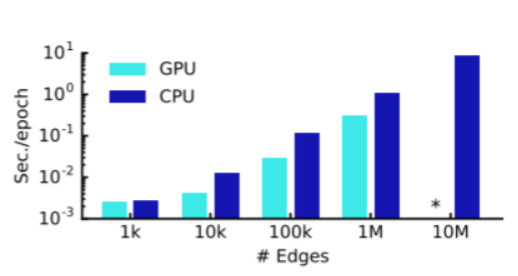 GPU
CPU
Sec./epoch
10^1
10^0
10^-1
10^-2
10^-3
*
1k 10k 100k 1M 10M
# Edges